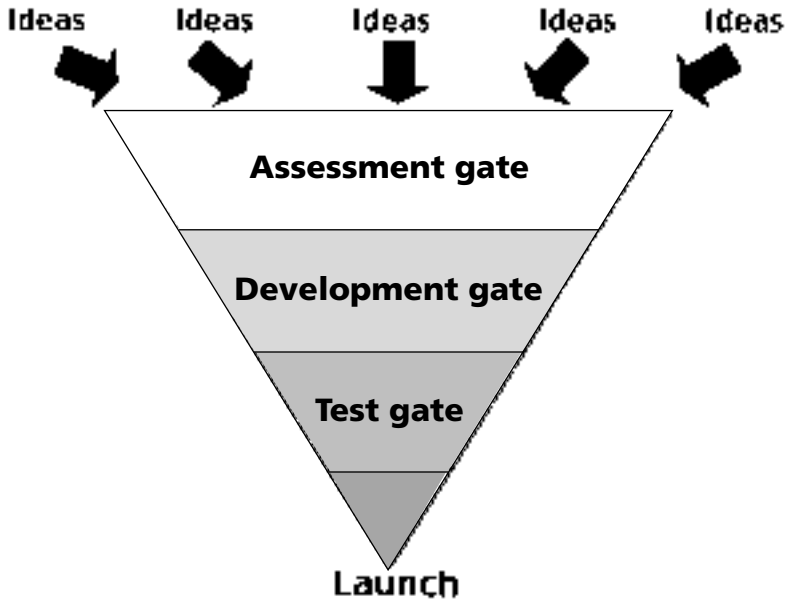 Ideas Ideas Ideas Ideas Ideas
Assessment gate
Development gate
Test gate
Launch